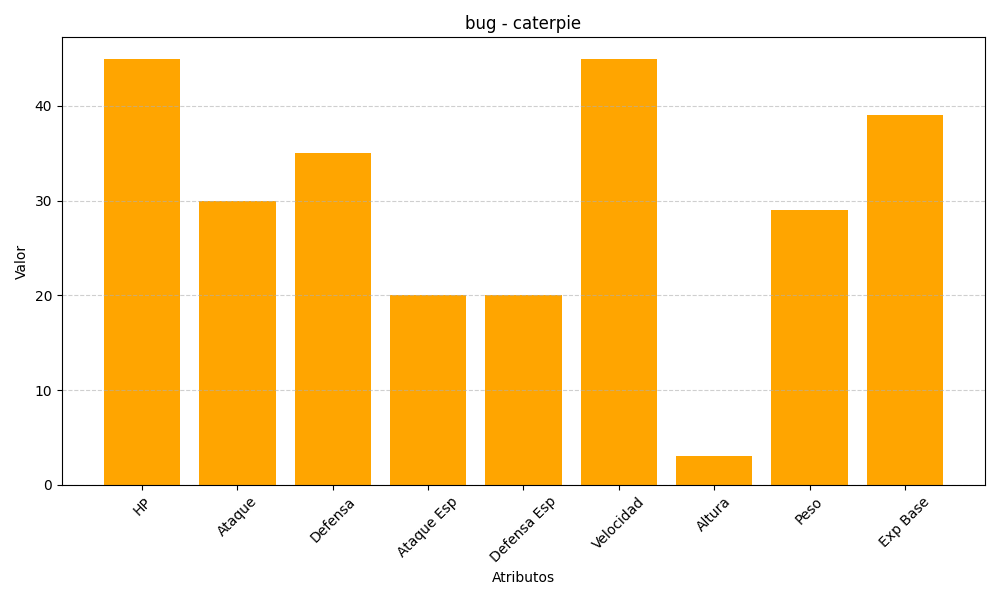 bug - caterpie
Valor
40
30
20
10
0
HP
Ataque
Defensa
Ataque Esp
Defensa Esp
Velocidad
Altura
Peso
Exp Base
Atributos